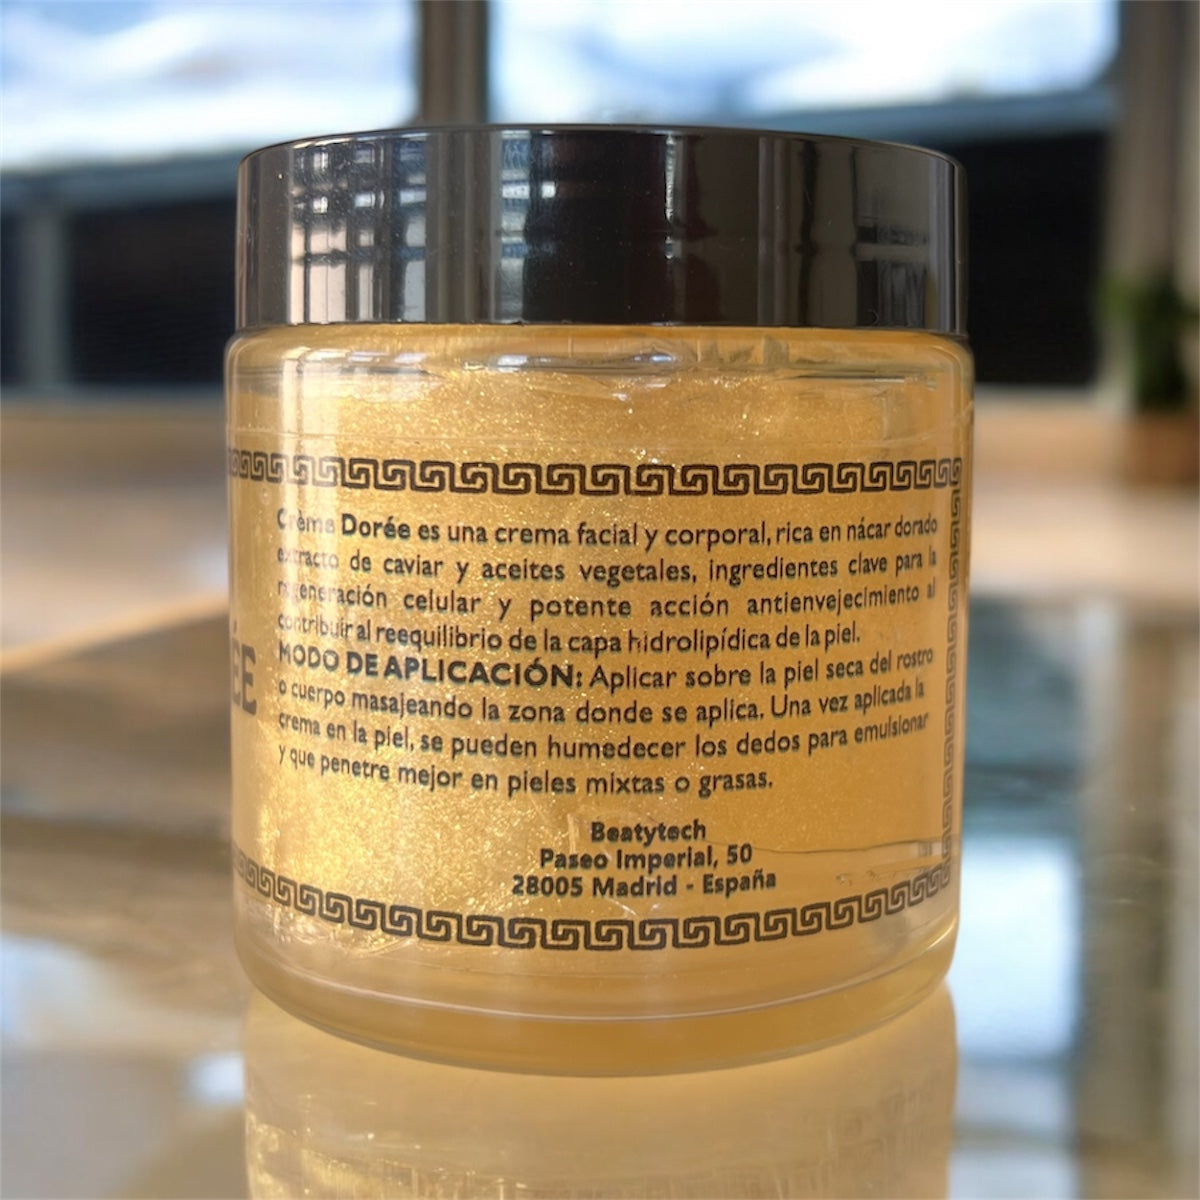 Crème Dorée es una crema facial y corporal, rica en nácar dorado
extracto de caviar y aceites vegetales, ingredientes clave para la
regeneración celular y potente acción antienvejecimiento al
contribuir al reequilibrio de la capa hidrolipídica de la piel.
MODO DE APLICACIÓN: Aplicar sobre la piel seca del rostro
o cuerpo masajeando la zona donde se aplica. Una vez aplicada la
crema en la piel, se pueden humedecer los dedos para emulsionar
y que penetre mejor en pieles mixtas o grasas.
ÉE
Beatytech
Paseo Imperial, 50
28005 Madrid - España